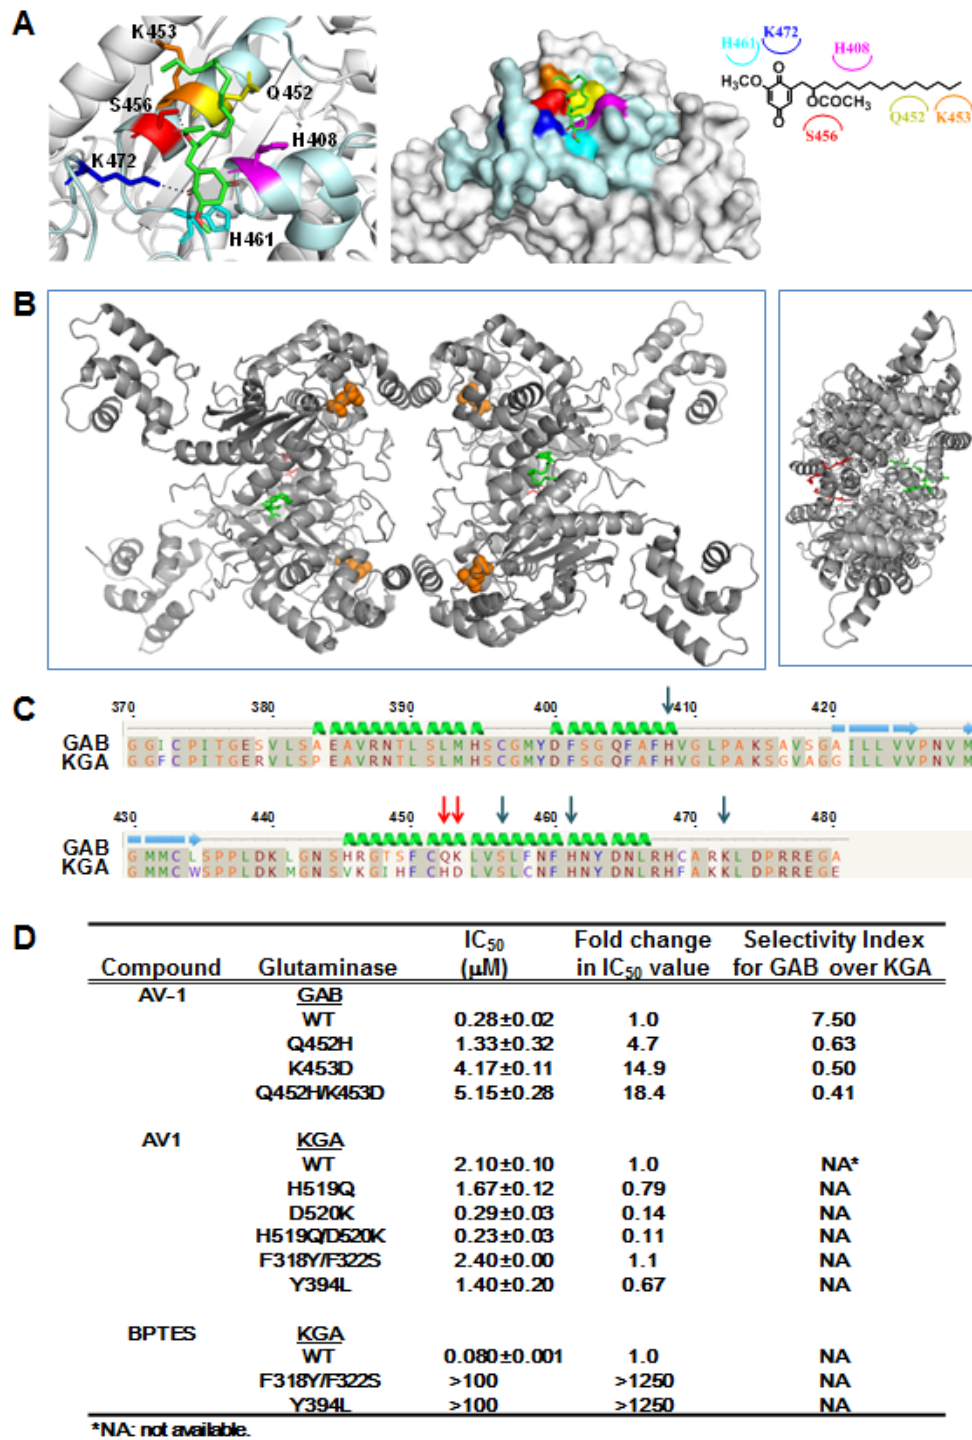 A
K453
Q452
S456
H408
K472
H461
H461
K472
H408
H₃CO
O
O
OCOCH₃
S456
Q452
K453
B
C
370 380 390 400 410 420
GAB GGICPITGESVLSAEAVRNTLSLMHSCGMYDFSGQFAFHVGLPAKSAVSGAILLVVPNVM
KGA GGFCPITGERVLSPEAVRNTLSLMHSCGMYDFSGQFAFHVGLPAKSGVAGGILLVVPNVM
430 440 450 460 470 480
GAB GMMCLSPPLDKLGNSHRGTSFCQKLVSLFNFHNYDNLRHCARKLDPRREGA
KGA GMMCWSPPLDKMGNSVKGIHFCHDLVSLCNFHNYDNLRHFAKKLDPRREGE
D
Compound Glutaminase IC₅₀ (µM) Fold change in IC₅₀ value Selectivity Index for GAB over KGA
AV-1 GAB
WT 0.28±0.02 1.0 7.50
Q452H 1.33±0.32 4.7 0.63
K453D 4.17±0.11 14.9 0.50
Q452H/K453D 5.15±0.28 18.4 0.41
AV1 KGA
WT 2.10±0.10 1.0 NA*
H519Q 1.67±0.12 0.79 NA
D520K 0.29±0.03 0.14 NA
H519Q/D520K 0.23±0.03 0.11 NA
F318Y/F322S 2.40±0.00 1.1 NA
Y394L 1.40±0.20 0.67 NA
BPTES KGA
WT 0.080±0.001 1.0 NA
F318Y/F322S >100 >1250 NA
Y394L >100 >1250 NA
*NA: not available.